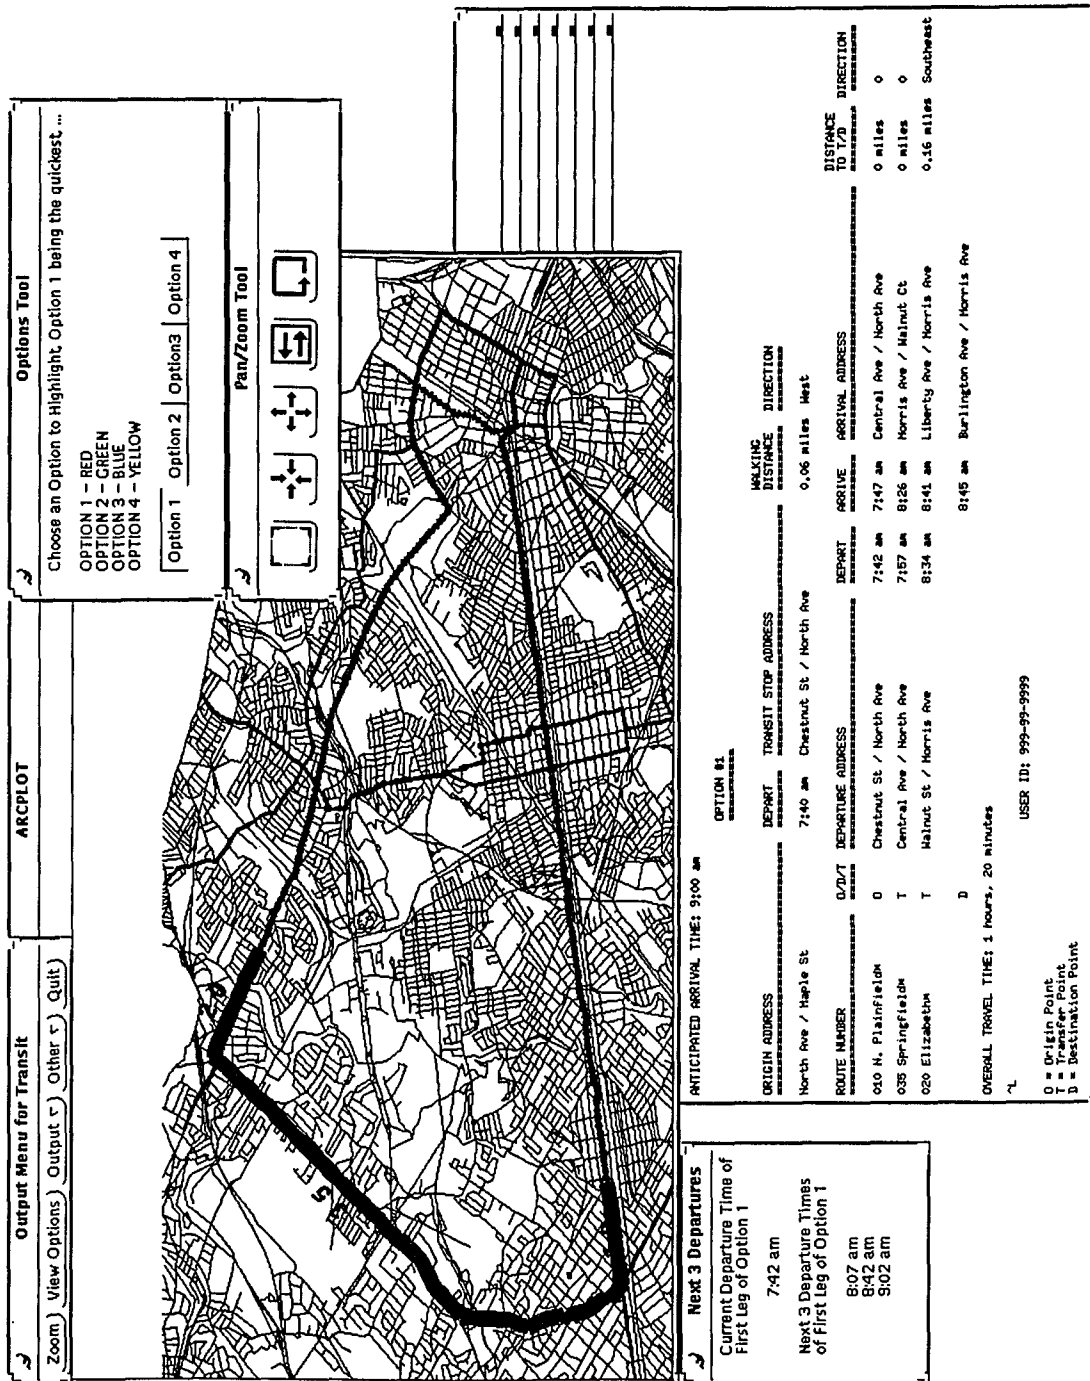 Output Menu for Transit
Zoom View Options Output Other Quit
ARCPLOT
Options Tool
Choose an Option to Highlight, Option 1 being the quickest ...
OPTION 1 – RED
OPTION 2 – GREEN
OPTION 3 – BLUE
OPTION 4 – YELLOW
Option 1 Option 2 Option3 Option 4
Pan/Zoom Tool
35
Next 3 Departures
Current Departure Time of
First Leg of Option 1
7:42 am
Next 3 Departure Times
of First Leg of Option 1
8:07 am
8:42 am
9:02 am
ANTICIPATED ARRIVAL TIME: 9:00 am
OPTION #1
=========
WALKING
ORIGIN ADDRESS DEPART TRANSIT STOP ADDRESS DISTANCE DIRECTION
North Ave / Maple St 7:40 am Chestnut St / North Ave 0.06 miles West
DISTANCE
ROUTE NUMBER O/D/T DEPARTURE ADDRESS DEPART ARRIVE ARRIVAL ADDRESS TO T/D DIRECTION
010 N. Plainfield* O Chestnut St / North Ave 7:42 am 7:47 am Central Ave / North Ave 0 miles 0
035 Springfield* T Central Ave / North Ave 7:57 am 8:26 am Morris Ave / Walnut Ct 0 miles 0
020 Elizabeth* T Walnut St / Morris Ave 8:34 am 8:41 am Liberty Ave / Morris Ave 0.16 miles Southeast
D 8:45 am Burlington Ave / Morris Ave
OVERALL TRAVEL TIME: 1 hours, 20 minutes
^L
USER ID: 999-99-9999
O = Origin Point
T = Transfer Point
D = Destination Point